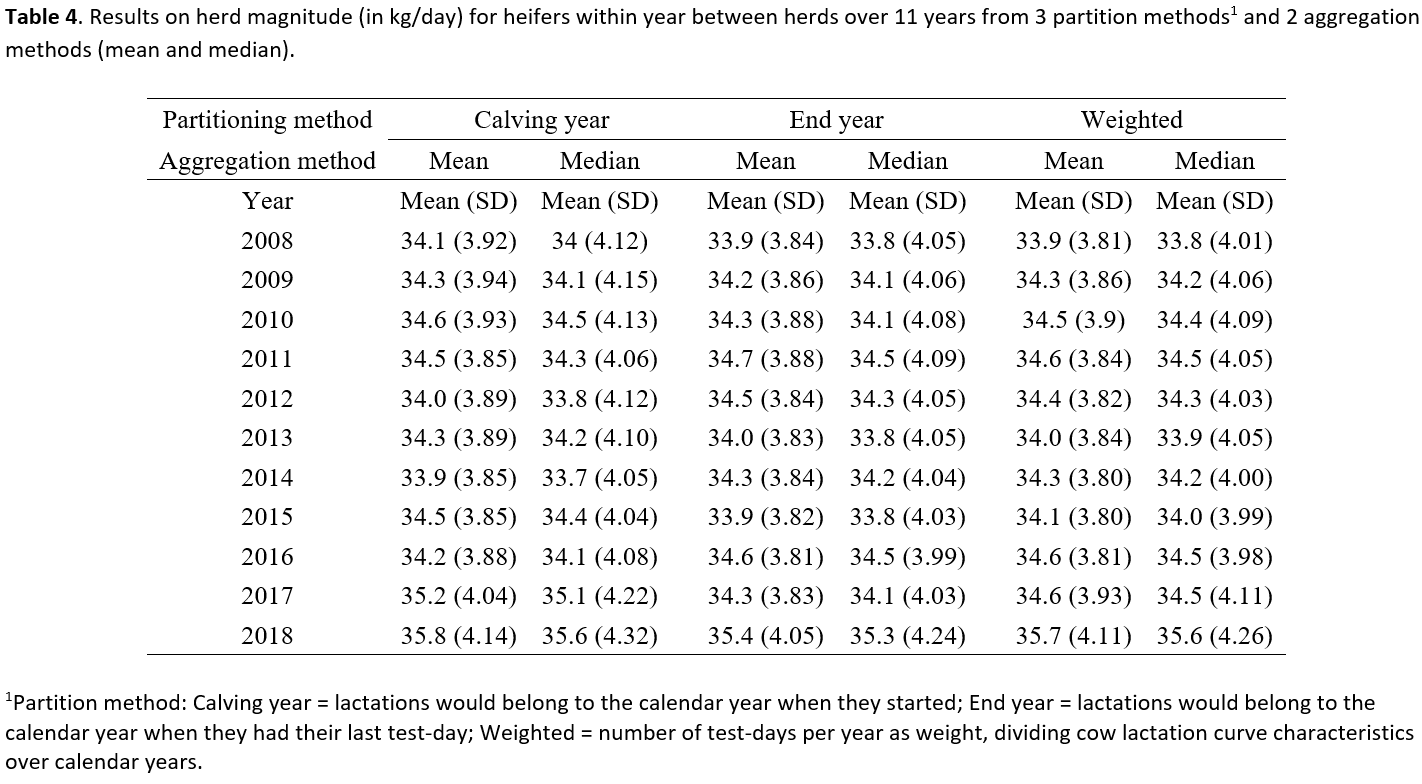 Table 4. Results on herd magnitude (in kg/day) for heifers within year between herds over 11 years from 3 partition methods¹ and 2 aggregation
methods (mean and median).
Partitioning method Calving year End year Weighted
Aggregation method Mean Median Mean Median Mean Median
Year Mean (SD) Mean (SD) Mean (SD) Mean (SD) Mean (SD) Mean (SD)
2008 34.1 (3.92) 34 (4.12) 33.9 (3.84) 33.8 (4.05) 33.9 (3.81) 33.8 (4.01)
2009 34.3 (3.94) 34.1 (4.15) 34.2 (3.86) 34.1 (4.06) 34.3 (3.86) 34.2 (4.06)
2010 34.6 (3.93) 34.5 (4.13) 34.3 (3.88) 34.1 (4.08) 34.5 (3.9) 34.4 (4.09)
2011 34.5 (3.85) 34.3 (4.06) 34.7 (3.88) 34.5 (4.09) 34.6 (3.84) 34.5 (4.05)
2012 34.0 (3.89) 33.8 (4.12) 34.5 (3.84) 34.3 (4.05) 34.4 (3.82) 34.3 (4.03)
2013 34.3 (3.89) 34.2 (4.10) 34.0 (3.83) 33.8 (4.05) 34.0 (3.84) 33.9 (4.05)
2014 33.9 (3.85) 33.7 (4.05) 34.3 (3.84) 34.2 (4.04) 34.3 (3.80) 34.2 (4.00)
2015 34.5 (3.85) 34.4 (4.04) 33.9 (3.82) 33.8 (4.03) 34.1 (3.80) 34.0 (3.99)
2016 34.2 (3.88) 34.1 (4.08) 34.6 (3.81) 34.5 (3.99) 34.6 (3.81) 34.5 (3.98)
2017 35.2 (4.04) 35.1 (4.22) 34.3 (3.83) 34.1 (4.03) 34.6 (3.93) 34.5 (4.11)
2018 35.8 (4.14) 35.6 (4.32) 35.4 (4.05) 35.3 (4.24) 35.7 (4.11) 35.6 (4.26)
¹Partition method: Calving year = lactations would belong to the calendar year when they started; End year = lactations would belong to the
calendar year when they had their last test-day; Weighted = number of test-days per year as weight, dividing cow lactation curve characteristics
over calendar years.